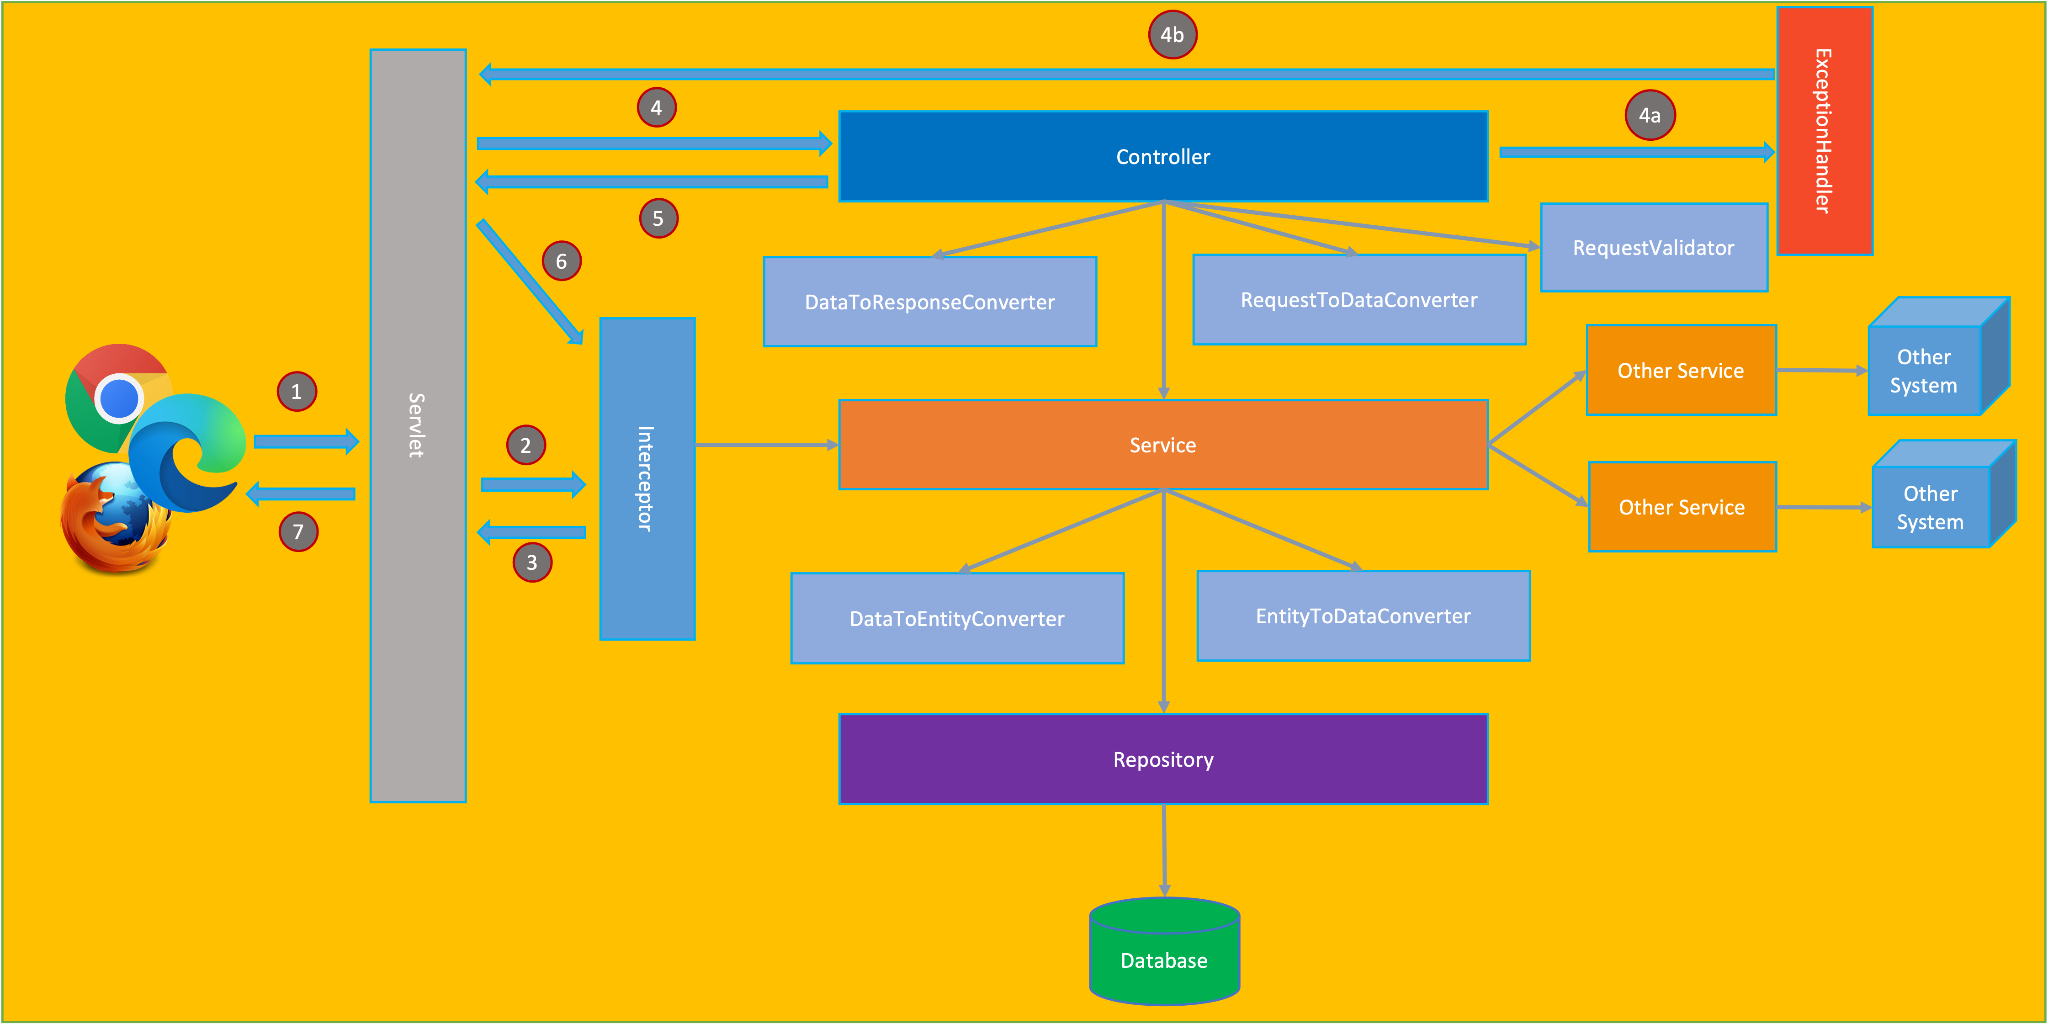 4b
ExceptionHandler
4
4a
Controller
5
6
RequestValidator
DataToResponseConverter
RequestToDataConverter
Other Service
Other
System
1
Servlet
2
Interceptor
Service
Other Service
Other
System
7
3
DataToEntityConverter
EntityToDataConverter
Repository
Database